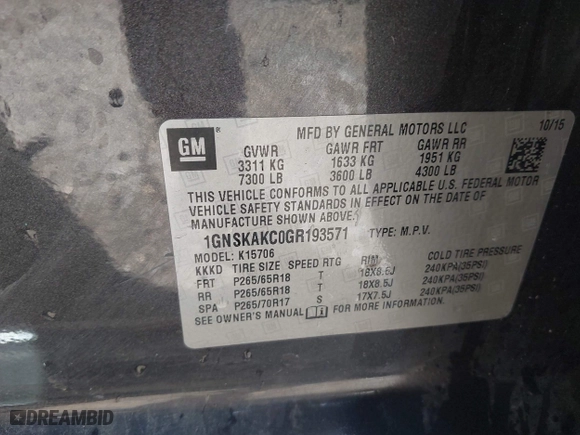 GM
MFD BY GENERAL MOTORS LLC 10/15
GVWR GAWR FRT GAWR RR
3311 KG 1633 KG 1951 KG
7300 LB 3600 LB 4300 LB
THIS VEHICLE CONFORMS TO ALL APPLICABLE U.S. FEDERAL MOTOR
VEHICLE SAFETY STANDARDS IN EFFECT ON THE DATE OF
MANUFACTURE SHOWN ABOVE.
1GNSKAKC0GR193571 TYPE: M.P.V.
MODEL: K15706
KKKD TIRE SIZE SPEED RTG RIM COLD TIRE PRESSURE
FRT P265/65R18 T 18X8.5J 240KPA(35PSI)
RR P265/65R18 T 18X8.5J 240KPA(35PSI)
SPA P265/70R17 S 17X7.5J 240KPA(35PSI)
SEE OWNER'S MANUAL
DREAMBID